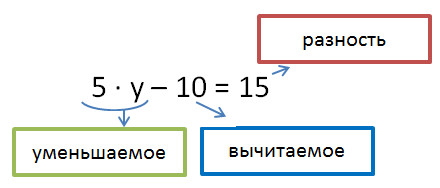 разность
5 · y – 10 = 15
уменьшаемое
вычитаемое